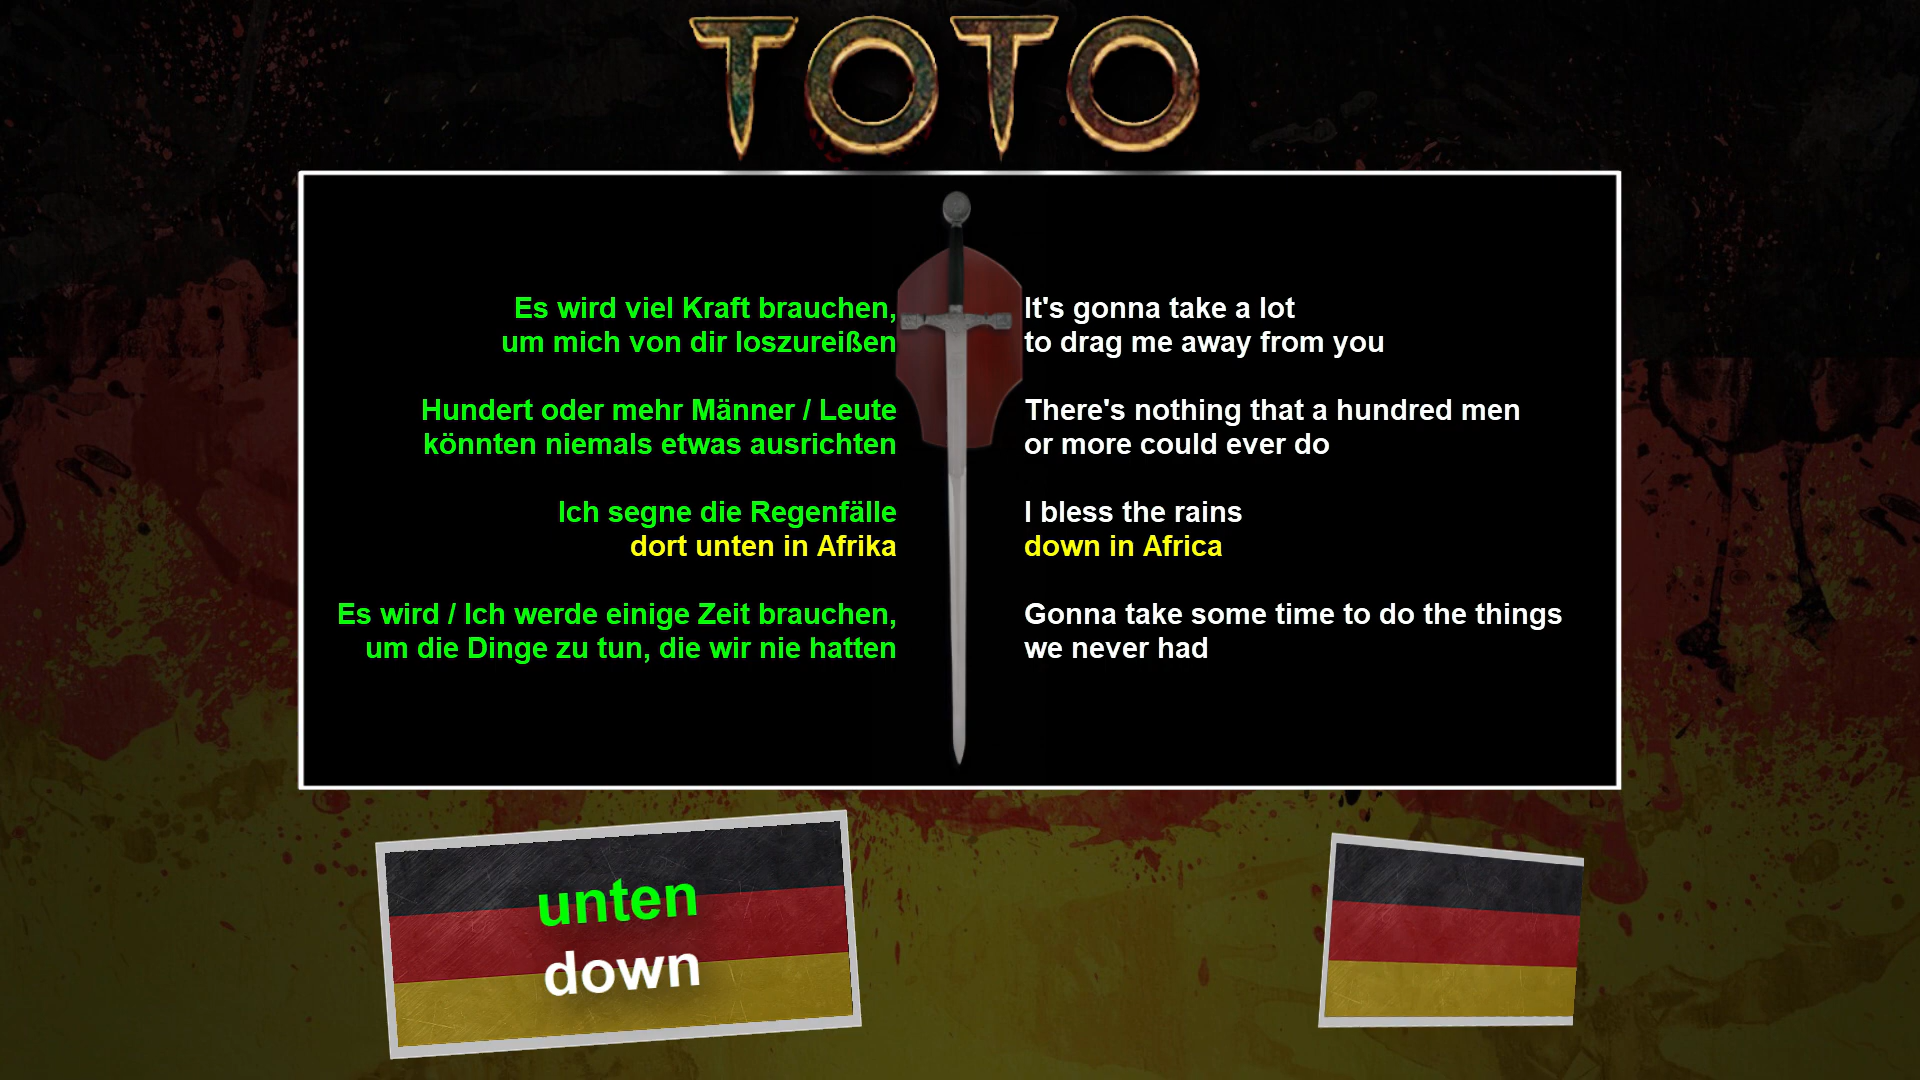 TOTO
Es wird viel Kraft brauchen,
um mich von dir loszureißen
Hundert oder mehr Männer / Leute
könnten niemals etwas ausrichten
Ich segne die Regenfälle
dort unten in Afrika
Es wird / Ich werde einige Zeit brauchen,
um die Dinge zu tun, die wir nie hatten
It's gonna take a lot
to drag me away from you
There's nothing that a hundred men
or more could ever do
I bless the rains
down in Africa
Gonna take some time to do the things
we never had
unten
down